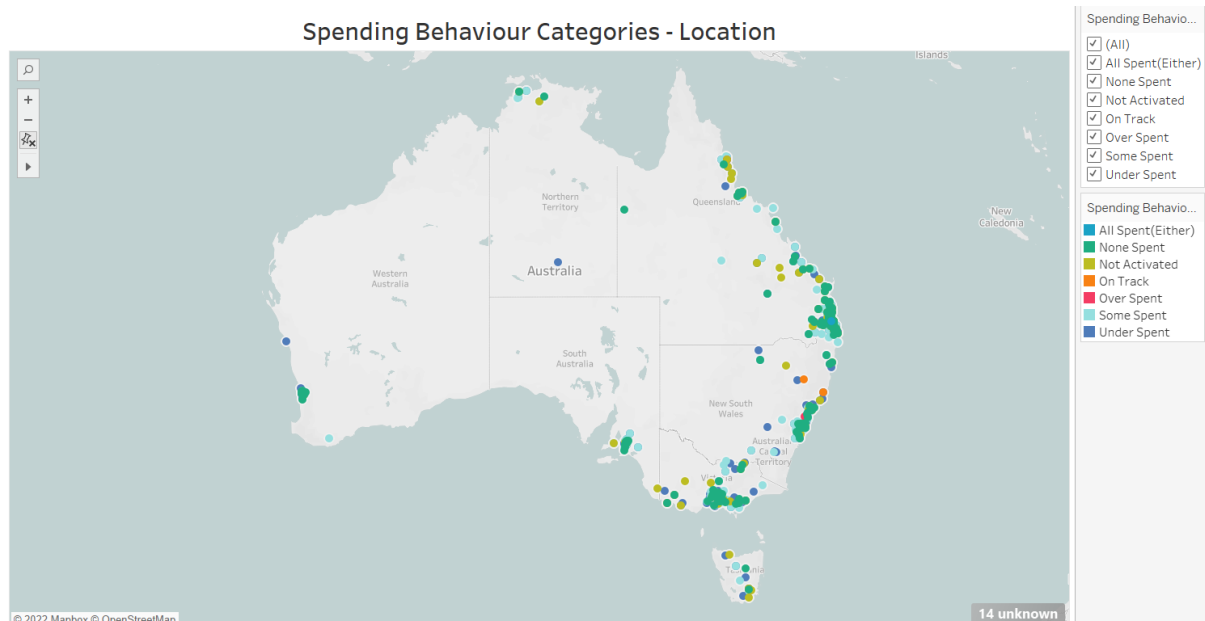 Spending Behaviour Categories - Location
Islands
Northern
Territory
Queensland
New
Caledonia
Western
Australia
Australia
South
Australia
New South
Wales
Australian
Capital
Territory
Victoria
Tasmania
14 unknown
© 2022 Mapbox © OpenStreetMap
Spending Behavio...
(All)
All Spent(Either)
None Spent
Not Activated
On Track
Over Spent
Some Spent
Under Spent
Spending Behavio...
All Spent(Either)
None Spent
Not Activated
On Track
Over Spent
Some Spent
Under Spent